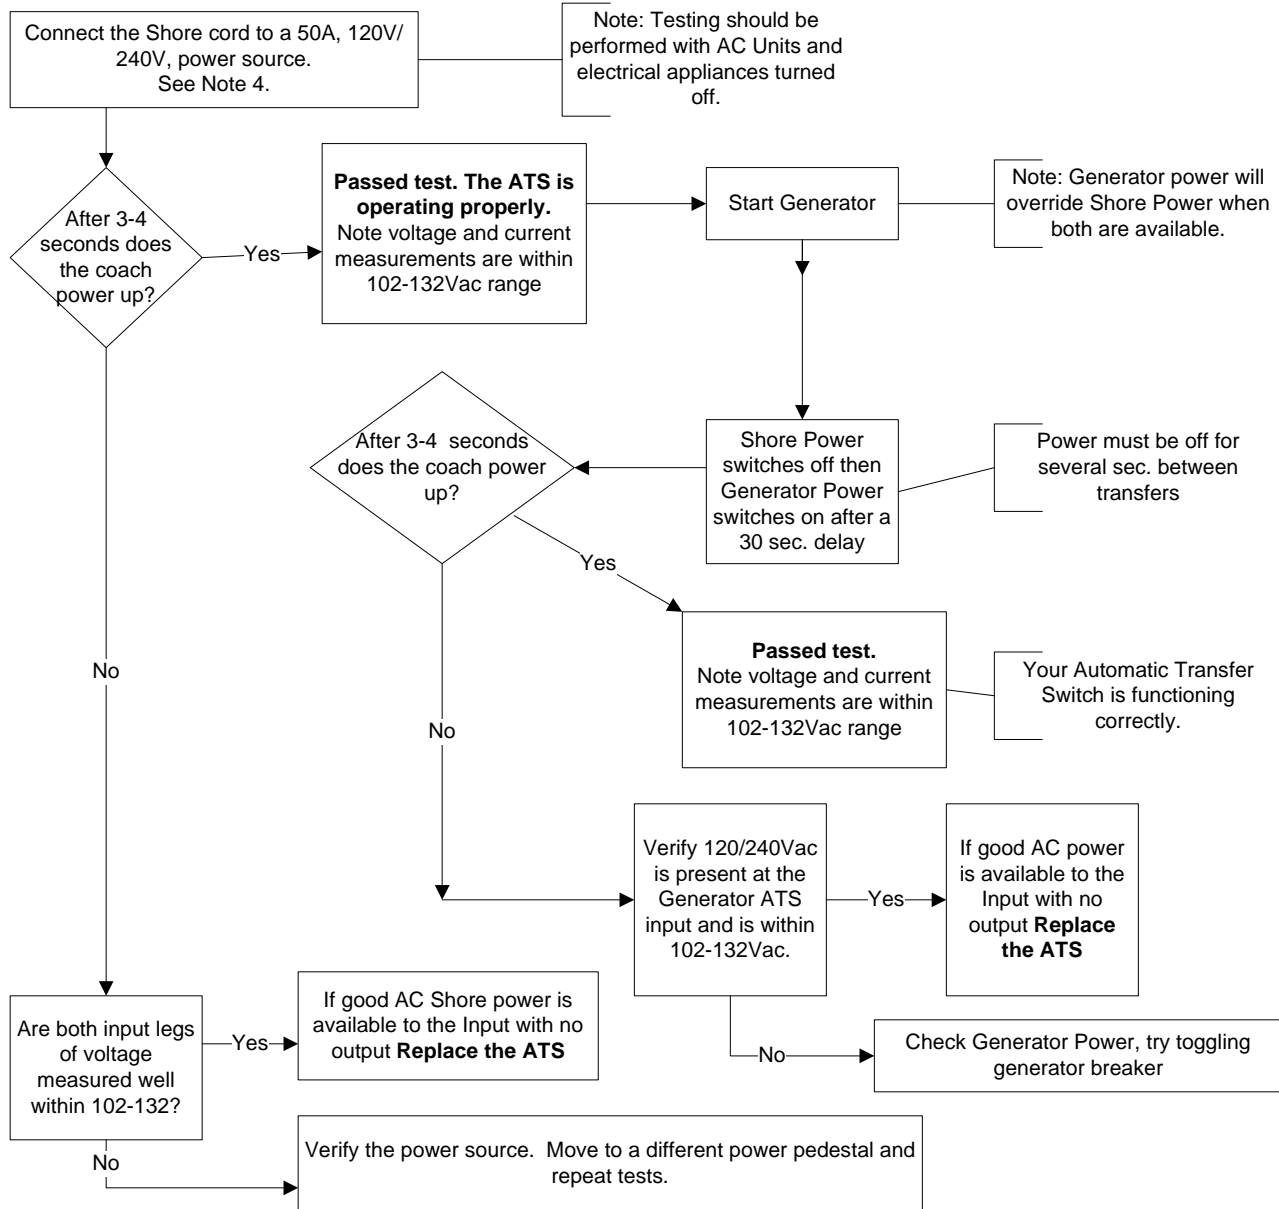 Connect the Shore cord to a 50A, 120V/
240V, power source.
See Note 4.
Note: Testing should be
performed with AC Units and
electrical appliances turned
off.
After 3-4
seconds does
the coach
power up?
Yes
Passed test. The ATS is
operating properly.
Note voltage and current
measurements are within
102-132Vac range
Start Generator
Note: Generator power will
override Shore Power when
both are available.
After 3-4  seconds
does the coach power
up?
Shore Power
switches off then
Generator Power
switches on after a
30 sec. delay
Power must be off for
several sec. between
transfers
Yes
No
Passed test.
Note voltage and current
measurements are within
102-132Vac range
Your Automatic Transfer
Switch is functioning
correctly.
No
Verify 120/240Vac
is present at the
Generator ATS
input and is within
102-132Vac.
Yes
If good AC power
is available to the
Input with no
output Replace
the ATS
Are both input legs
of voltage
measured well
within 102-132?
Yes
If good AC Shore power is
available to the Input with no
output Replace the ATS
No
Check Generator Power, try toggling
generator breaker
No
Verify the power source.  Move to a different power pedestal and
repeat tests.